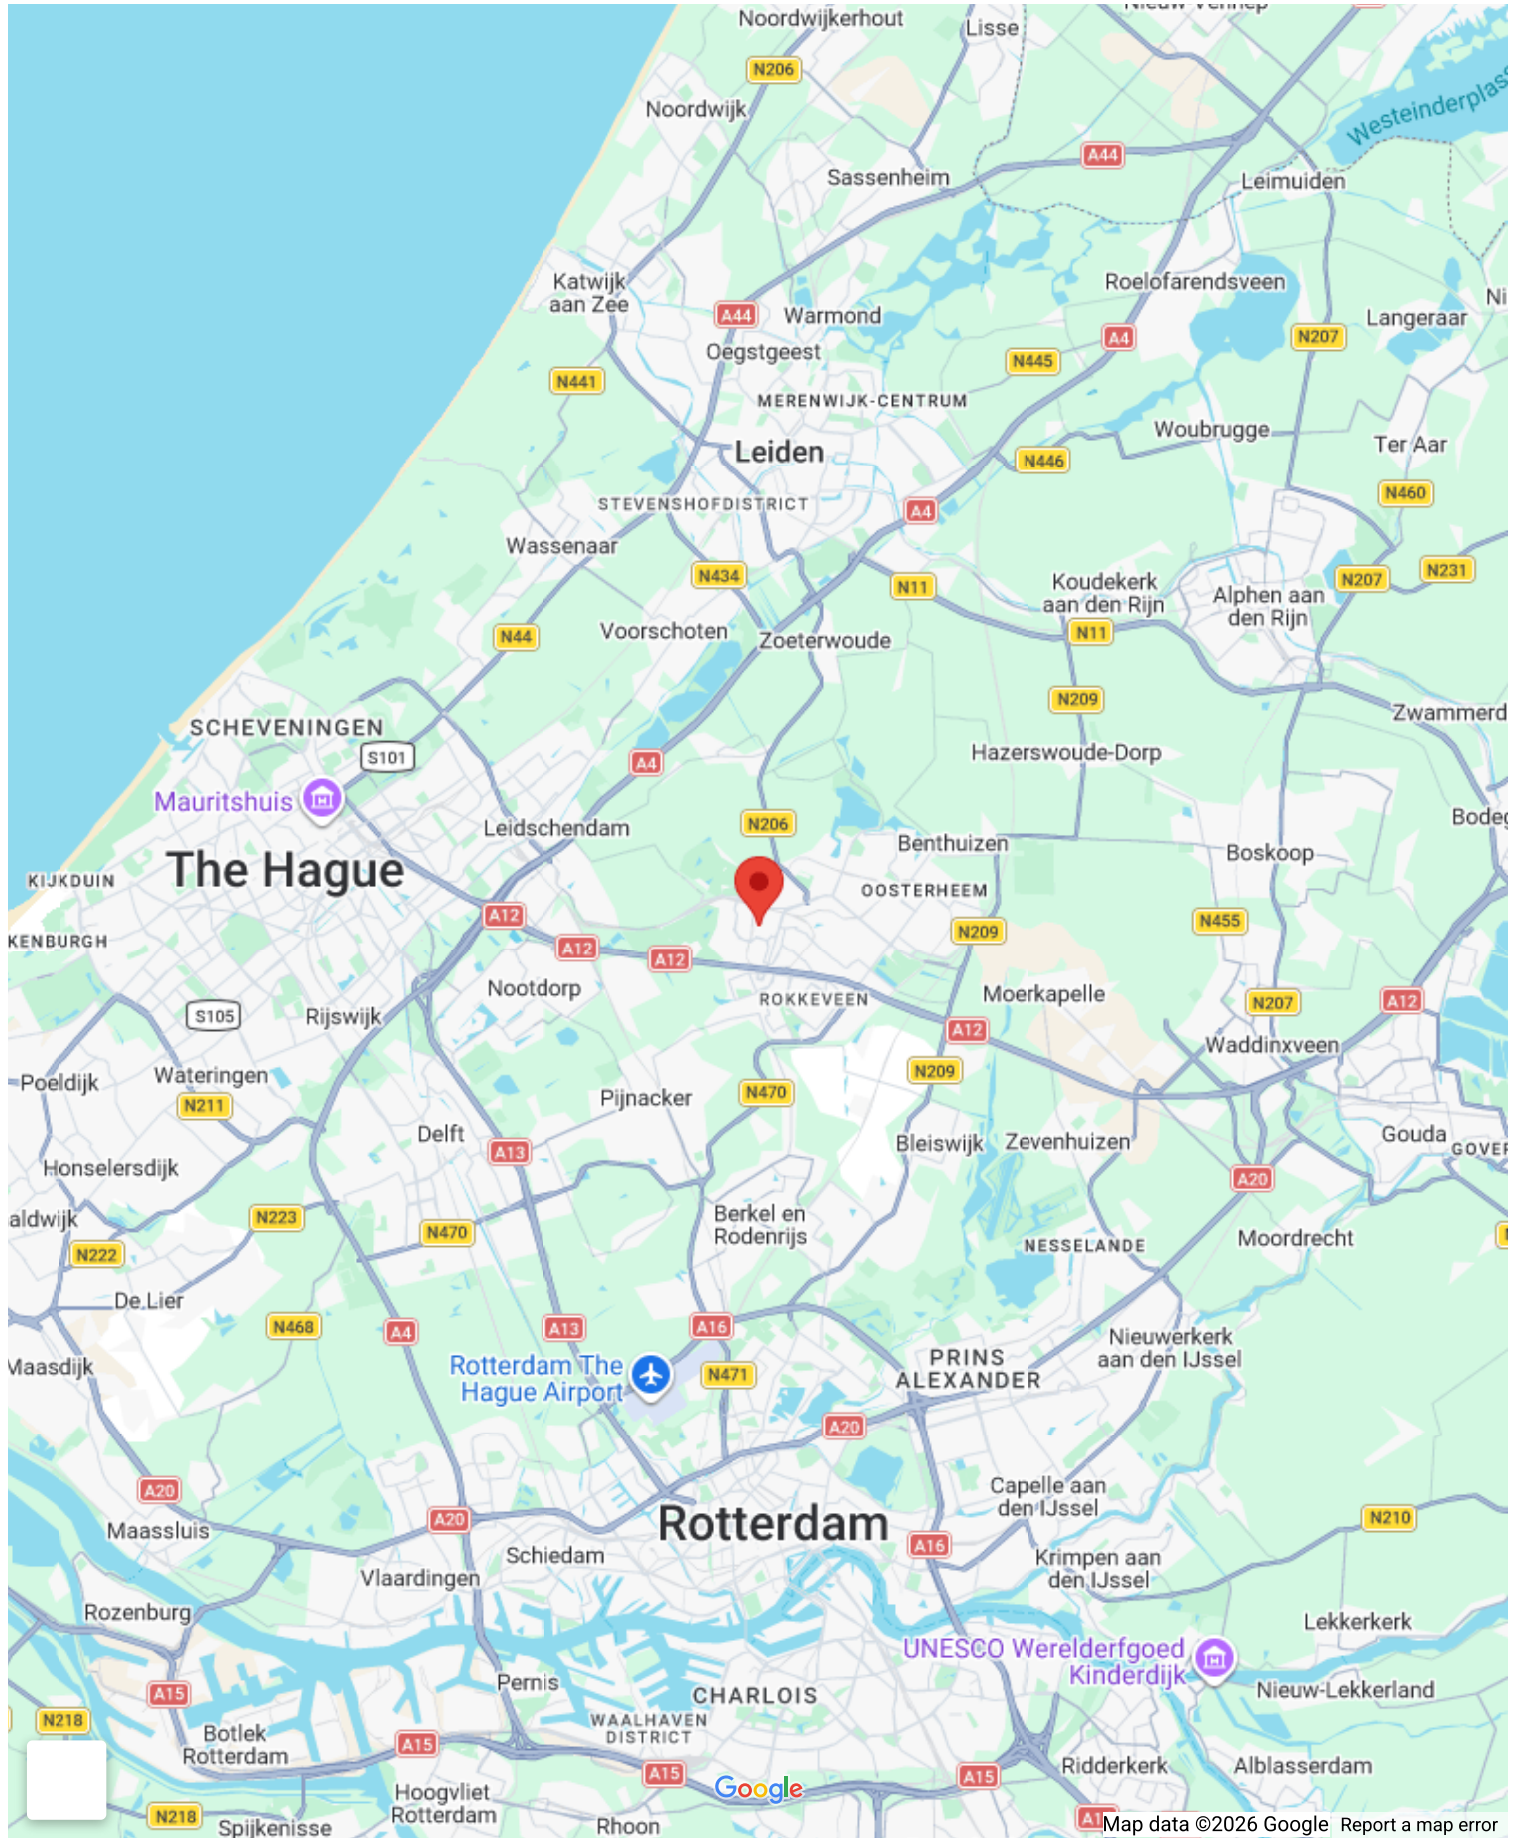 Noordwijkerhout
Lisse
N206
Noordwijk
Westeinderplas
A44
Sassenheim
Leimuiden
Katwijk
aan Zee
Roelofarendsveen
A44
Warmond
Langeraar
A4
N207
Oegstgeest
N445
N441
MERENWIJK-CENTRUM
Woubrugge
Ter Aar
Leiden
N446
N460
STEVENSHOFDISTRICT
A4
Wassenaar
N434
N11
Koudekerk
aan den Rijn
N207
N231
Alphen aan
den Rijn
N44
Voorschoten
Zoeterwoude
N11
N209
Zwammerd
SCHEVENINGEN
S101
A4
Hazerswoude-Dorp
Mauritshuis
Leidschendam
N206
Benthuizen
Bodeg
Boskoop
The Hague
KIJKDUIN
OOSTERHEEM
A12
N209
N455
KENBURGH
A12
A12
Nootdorp
ROKKEVEEN
Moerkapelle
N207
A12
S105
Rijswijk
A12
Waddinxveen
Poeldijk
Wateringen
N209
N211
Pijnacker
N470
Delft
Bleiswijk
Zevenhuizen
Gouda
GOVER
A13
Honselersdijk
A20
aldwijk
N223
N470
Berkel en
Rodenrijs
Moordrecht
N222
NESSELANDE
De Lier
N468
A4
A13
A16
Nieuwerkerk
aan den IJssel
Maasdijk
Rotterdam The
Hague Airport
N471
PRINS
ALEXANDER
A20
A20
Capelle aan
den IJssel
Maassluis
A20
Rotterdam
N210
A16
Schiedam
Vlaardingen
Krimpen aan
den IJssel
Rozenburg
Lekkerkerk
UNESCO Werelderfgoed
Kinderdijk
A15
Pernis
CHARLOIS
Nieuw-Lekkerland
N218
WAALHAVEN
DISTRICT
Botlek
Rotterdam
A15
A15
A15
Ridderkerk
Alblasserdam
Google
Hoogvliet
Rotterdam
N218
Spijkenisse
Rhoon
Map data ©2026 Google
Report a map error